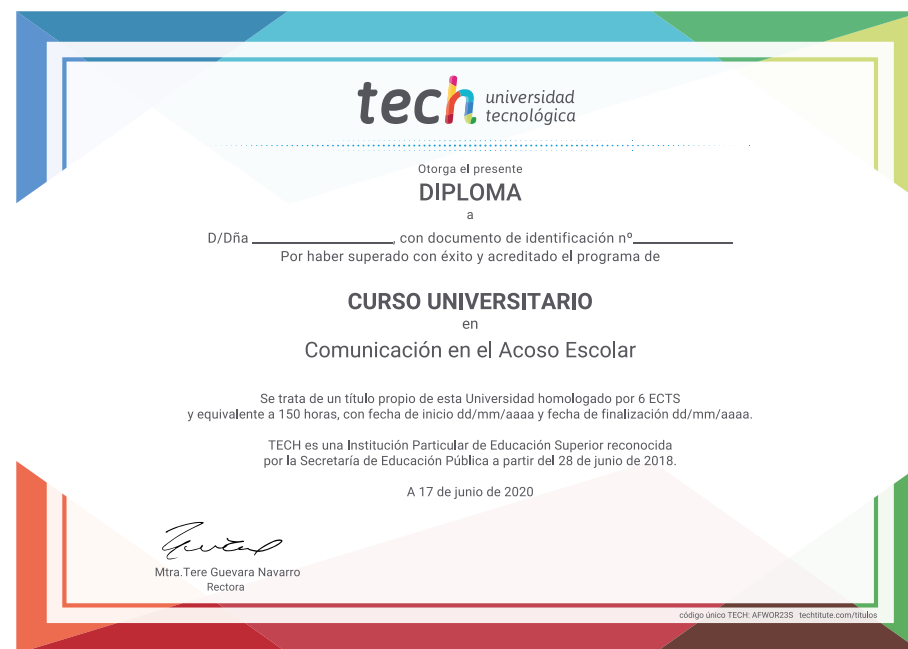 tech universidad
tecnológica
Otorga el presente
DIPLOMA
a
D/Dña , con documento de identificación nº
Por haber superado con éxito y acreditado el programa de
CURSO UNIVERSITARIO
en
Comunicación en el Acoso Escolar
Se trata de un título propio de esta Universidad homologado por 6 ECTS
y equivalente a 150 horas, con fecha de inicio dd/mm/aaaa y fecha de finalización dd/mm/aaaa.
TECH es una Institución Particular de Educación Superior reconocida
por la Secretaría de Educación Pública a partir del 28 de junio de 2018.
A 17 de junio de 2020
Mtra.Tere Guevara Navarro
Rectora
código único TECH: AFWOR23S techtitute.com/titulos